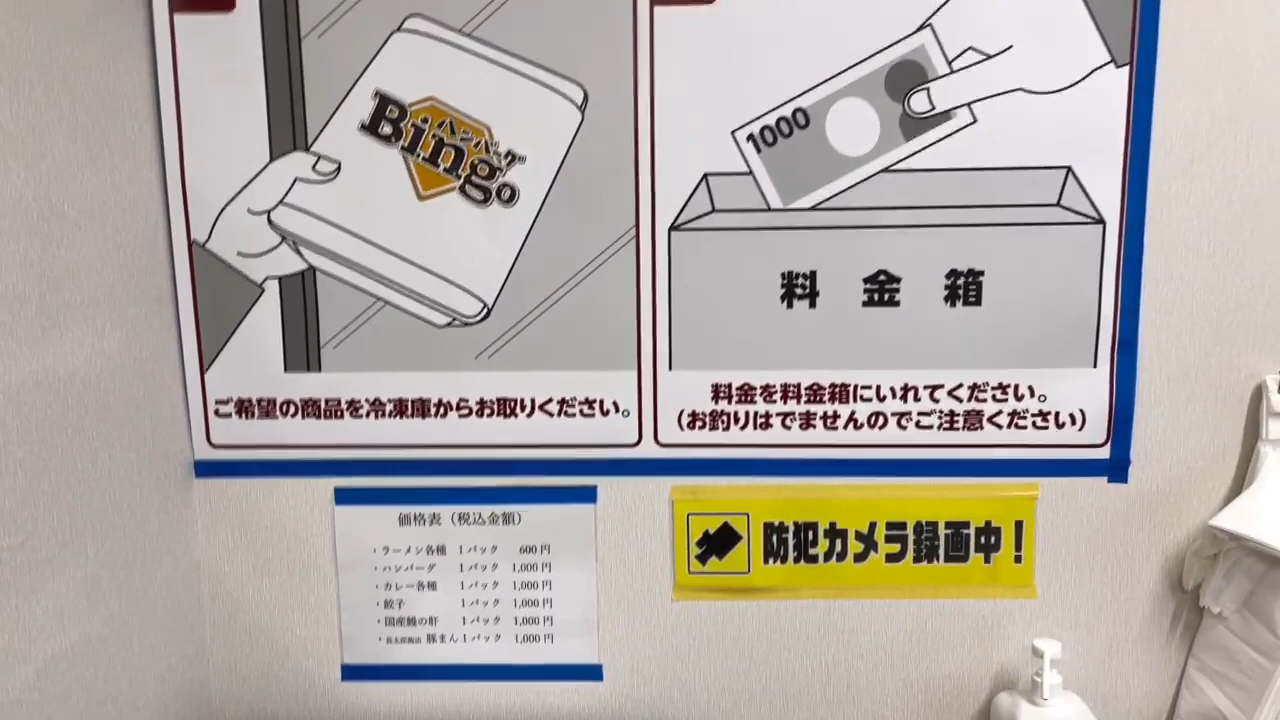 ハンバーグ
Bingo
ご希望の商品を冷凍庫からお取りください。
1000
料金箱
料金を料金箱にいれてください。
(お釣りはでませんのでご注意ください)
価格表(税込金額)
・ラーメン各種 1パック 600円
・ハンバーグ 1パック 1,000円
・カレー各種 1パック 1,000円
・餃子 1パック 1,000円
・国産鰻の肝 1パック 1,000円
・豚まん 1パック 1,000円
防犯カメラ録画中!